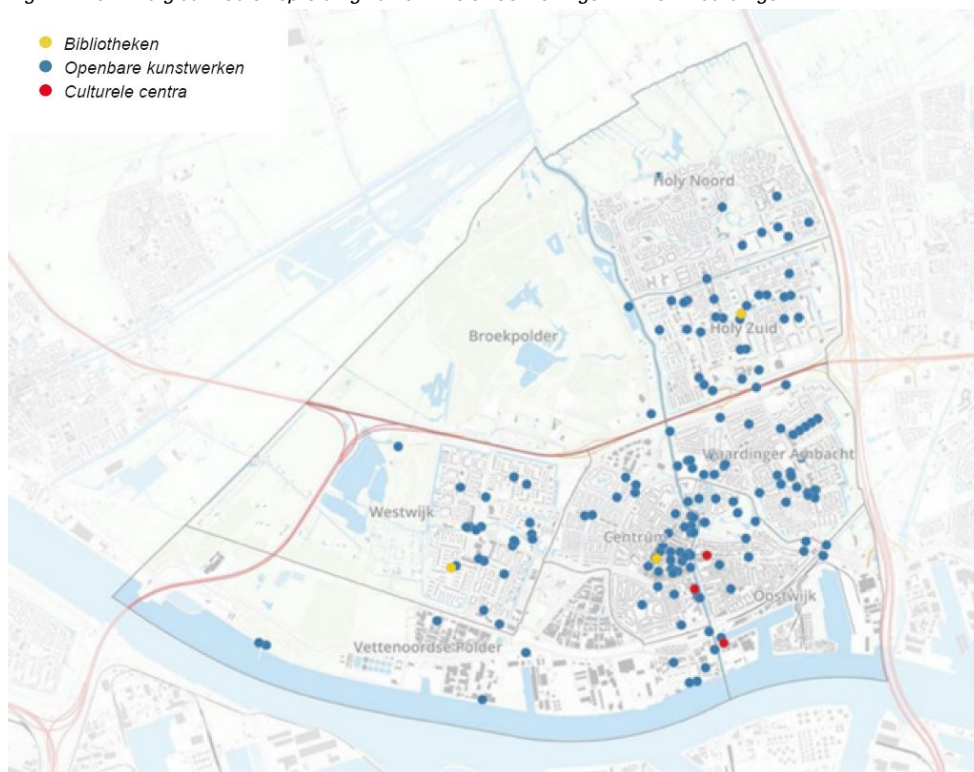 Bibliotheken
Openbare kunstwerken
Culturele centra
Holy Noord
Broekpolder
Holy Zuid
Vlaardinger Ambacht
Westwijk
Centrum
Oostwijk
Vettenoordse Polder